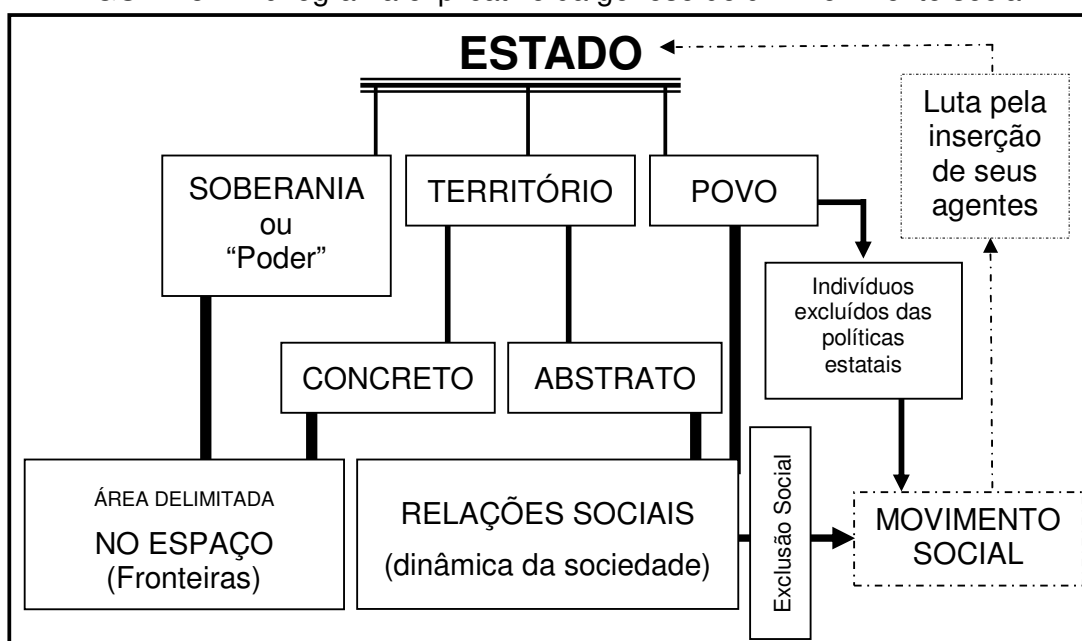 ESTADO
Luta pela
inserção
de seus
agentes
SOBERANIA
ou
“Poder”
TERRITÓRIO
POVO
Indivíduos
excluídos das
políticas
estatais
CONCRETO
ABSTRATO
ÁREA DELIMITADA
NO ESPAÇO
(Fronteiras)
RELAÇÕES SOCIAIS
(dinâmica da sociedade)
Exclusão Social
MOVIMENTO
SOCIAL